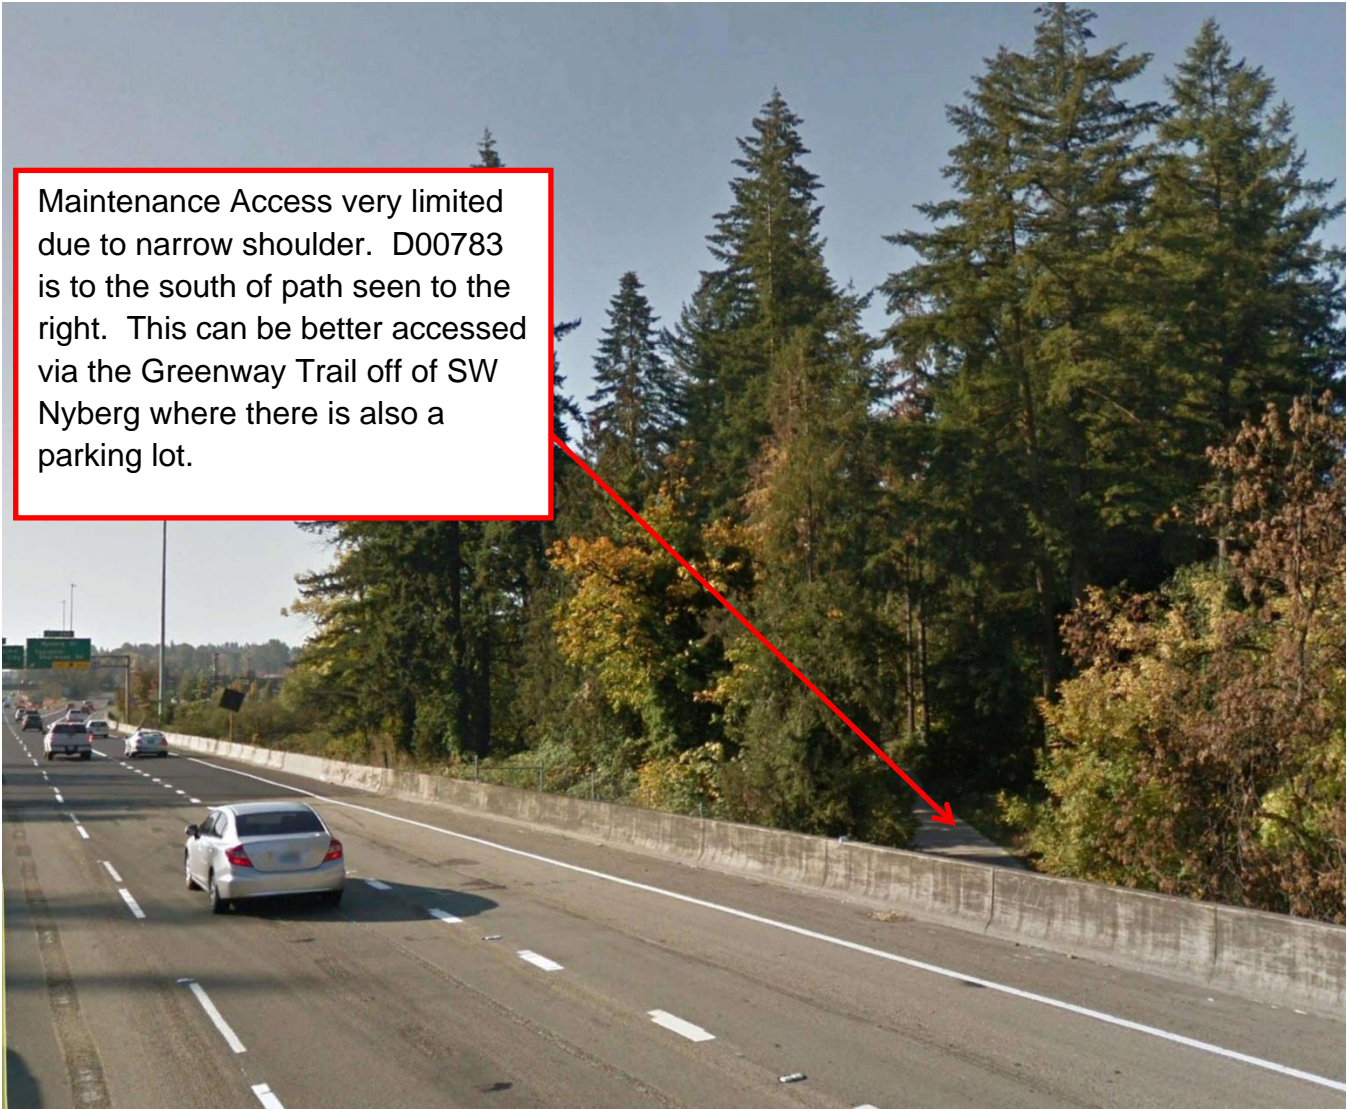 Maintenance Access very limited
due to narrow shoulder.  D00783
is to the south of path seen to the
right.  This can be better accessed
via the Greenway Trail off of SW
Nyberg where there is also a
parking lot.
Nyberg St